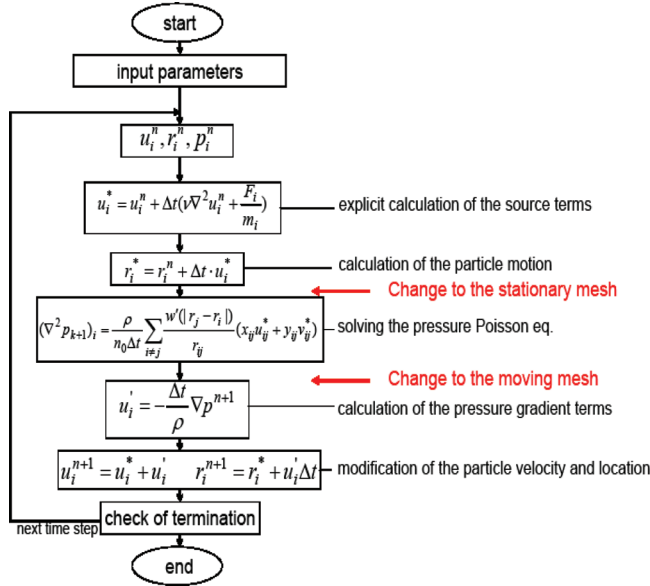 start
input parameters
u_i^n, r_i^n, p_i^n
u_i^* = u_i^n + Δt(ν∇²u_i^n + F_i/m_i)
explicit calculation of the source terms
r_i^* = r_i^n + Δt·u_i^*
calculation of the particle motion
Change to the stationary mesh
(∇²p_{k+1})_i = ρ/(n_0Δt) ∑_{i≠j} w'(|r_j − r_i|)/r_ij (x_ij u_ij^* + y_ij v_ij^*)
solving the pressure Poisson eq.
Change to the moving mesh
u_i' = −Δt/ρ ∇p^{n+1}
calculation of the pressure gradient terms
u_i^{n+1} = u_i^* + u_i' r_i^{n+1} = r_i^* + u_i'Δt
modification of the particle velocity and location
check of termination
next time step
end